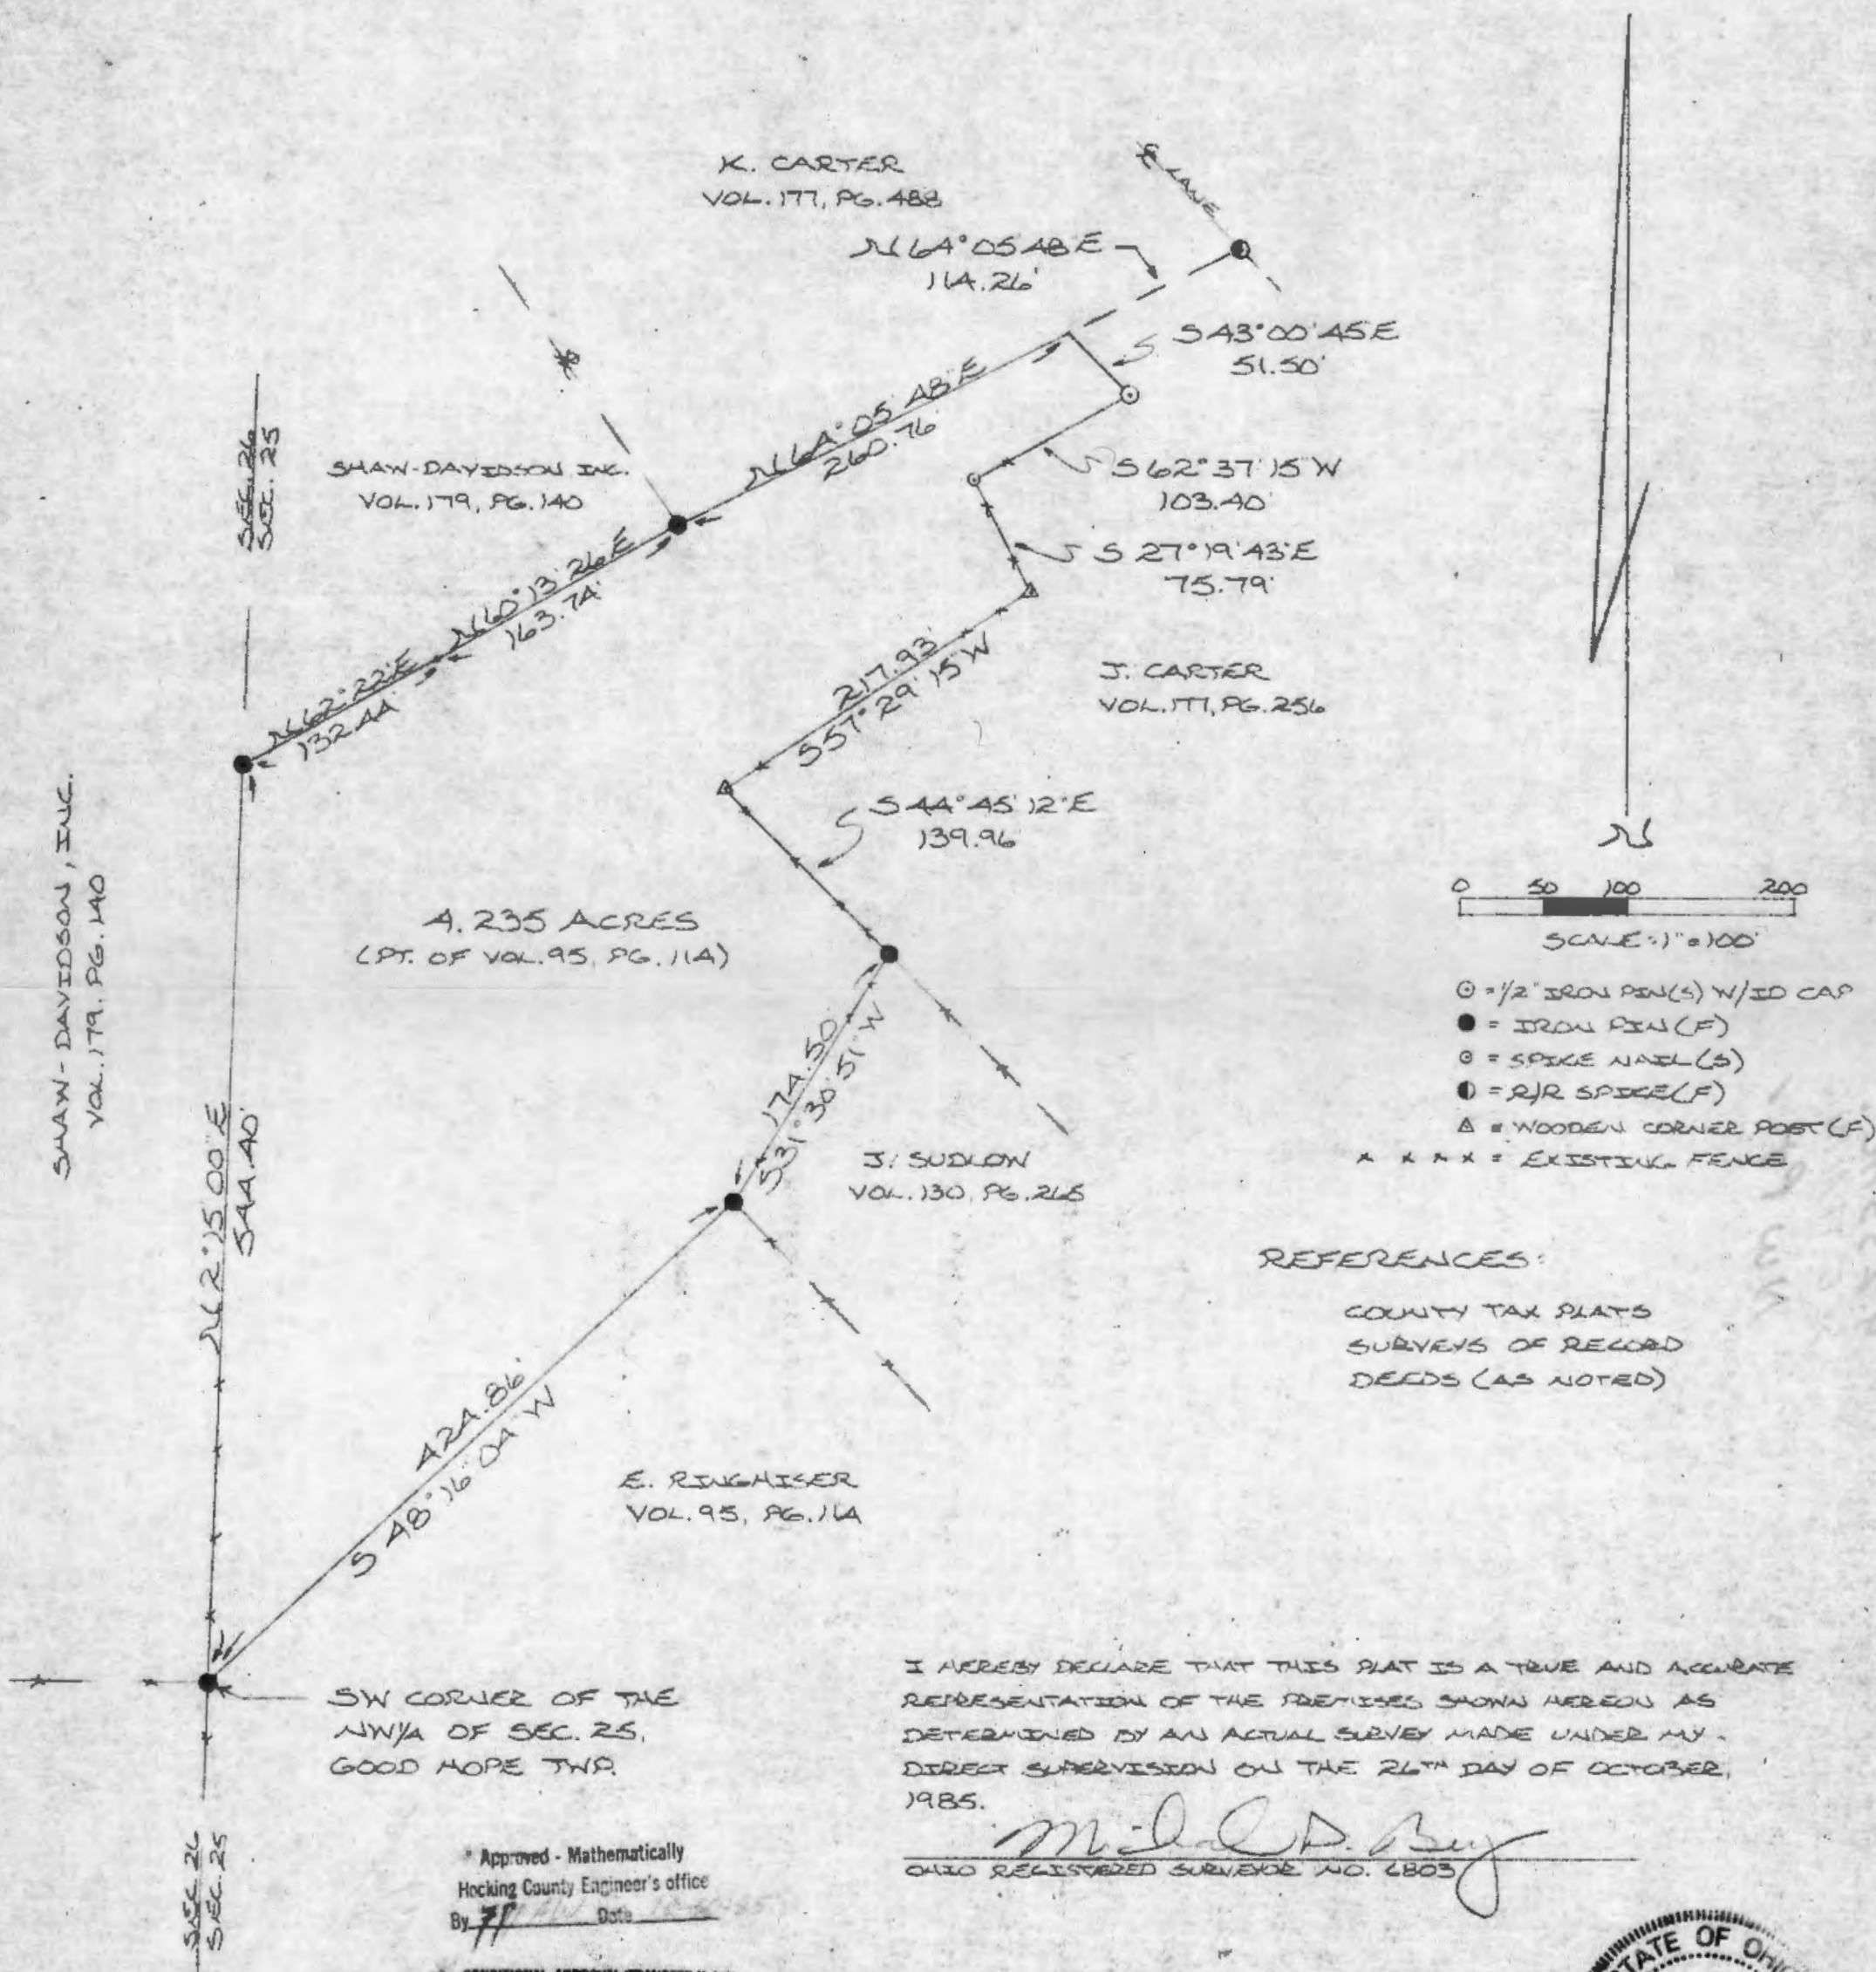 K. CARTER
VOL. 177, PG. 488
℄ LANE
N 64° 05' 48" E
114.26'
S 43° 00' 45" E
51.50'
N 64° 05' 48" E
260.76'
SEC. 26
SEC. 25
SHAW-DAVIDSON INC.
VOL. 179, PG. 140
S 62° 37' 15" W
103.40'
S 27° 19' 43" E
75.79'
N 60° 13' 26" E
163.74'
N 62° 22' E
132.44'
217.93'
S 57° 29' 15" W
J. CARTER
VOL. 177, PG. 256
S 44° 45' 12" E
139.96'
SHAW-DAVIDSON, INC.
VOL. 179, PG. 140
4.235 ACRES
(PT. OF VOL. 95, PG. 114)
N
0 50 100 200
SCALE: 1" = 100'
⊙ = 1/2" IRON PIN(S) W/ID CAP
● = IRON PIN (F)
⊙ = SPIKE NAIL (S)
◐ = R/R SPIKE (F)
△ = WOODEN CORNER POST (F)
x x x x = EXISTING FENCE
174.50'
S 31° 30' 51" W
J. SUDLOW
VOL. 130, PG. 265
N 2° 15' 00" E
544.40'
REFERENCES:
COUNTY TAX PLATS
SURVEYS OF RECORD
DEEDS (AS NOTED)
424.86'
S 48° 16' 04" W
E. RINGHISER
VOL. 95, PG. 114
SW CORNER OF THE
NW/4 OF SEC. 25,
GOOD HOPE TWP.
I HEREBY DECLARE THAT THIS PLAT IS A TRUE AND ACCURATE
REPRESENTATION OF THE PREMISES SHOWN HEREON AS
DETERMINED BY AN ACTUAL SURVEY MADE UNDER MY
DIRECT SUPERVISION ON THE 26TH DAY OF OCTOBER,
1985.
Michael P. Berry
OHIO REGISTERED SURVEYOR NO. 6803
SEC. 26
SEC. 25
Approved - Mathematically
Hocking County Engineer's office
By Date
STATE OF OHIO